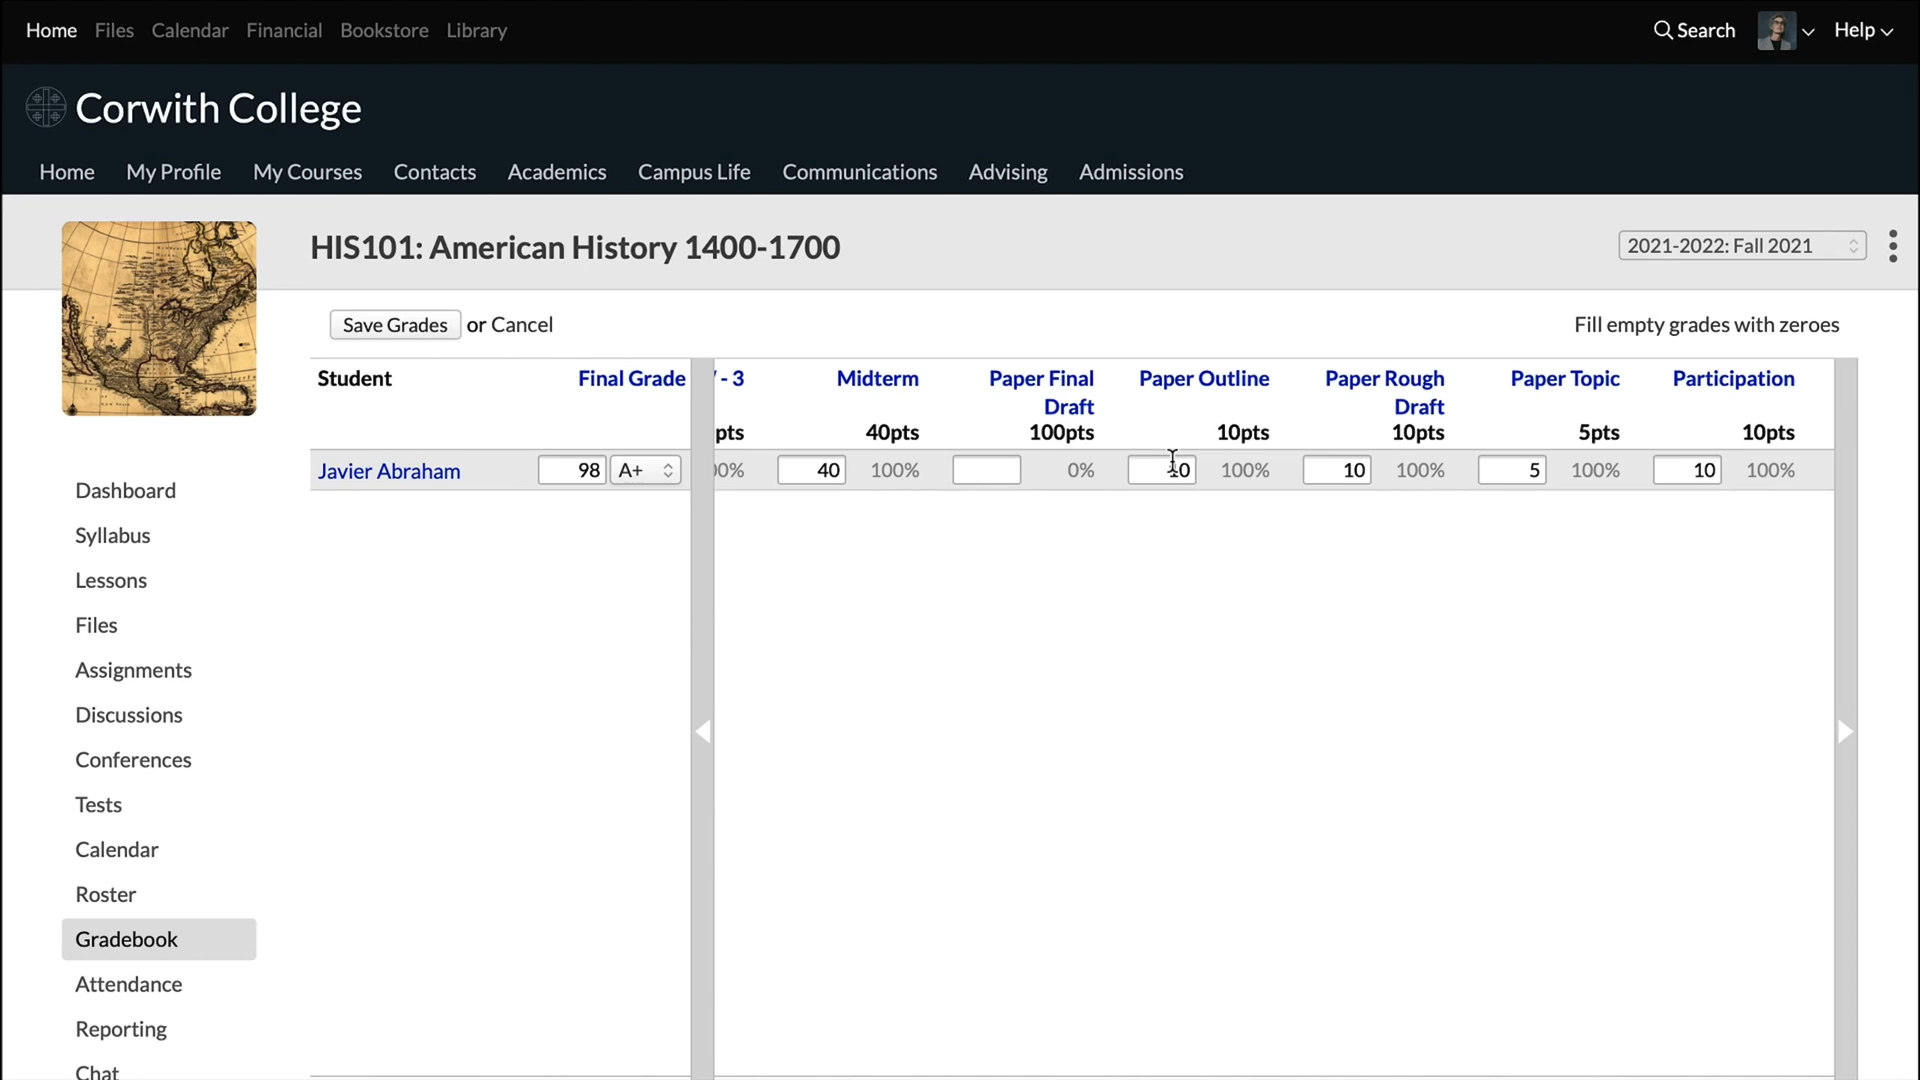 Home Files Calendar Financial Bookstore Library Search Help
Corwith College
Home My Profile My Courses Contacts Academics Campus Life Communications Advising Admissions
HIS101: American History 1400-1700 2021-2022: Fall 2021
Save Grades or Cancel Fill empty grades with zeroes
Student Final Grade - 3 Midterm Paper Final Paper Outline Paper Rough Paper Topic Participation
Draft Draft
pts 40pts 100pts 10pts 10pts 5pts 10pts
Javier Abraham 98 A+ 00% 40 100% 0% 10 100% 10 100% 5 100% 10 100%
Dashboard
Syllabus
Lessons
Files
Assignments
Discussions
Conferences
Tests
Calendar
Roster
Gradebook
Attendance
Reporting
Chat